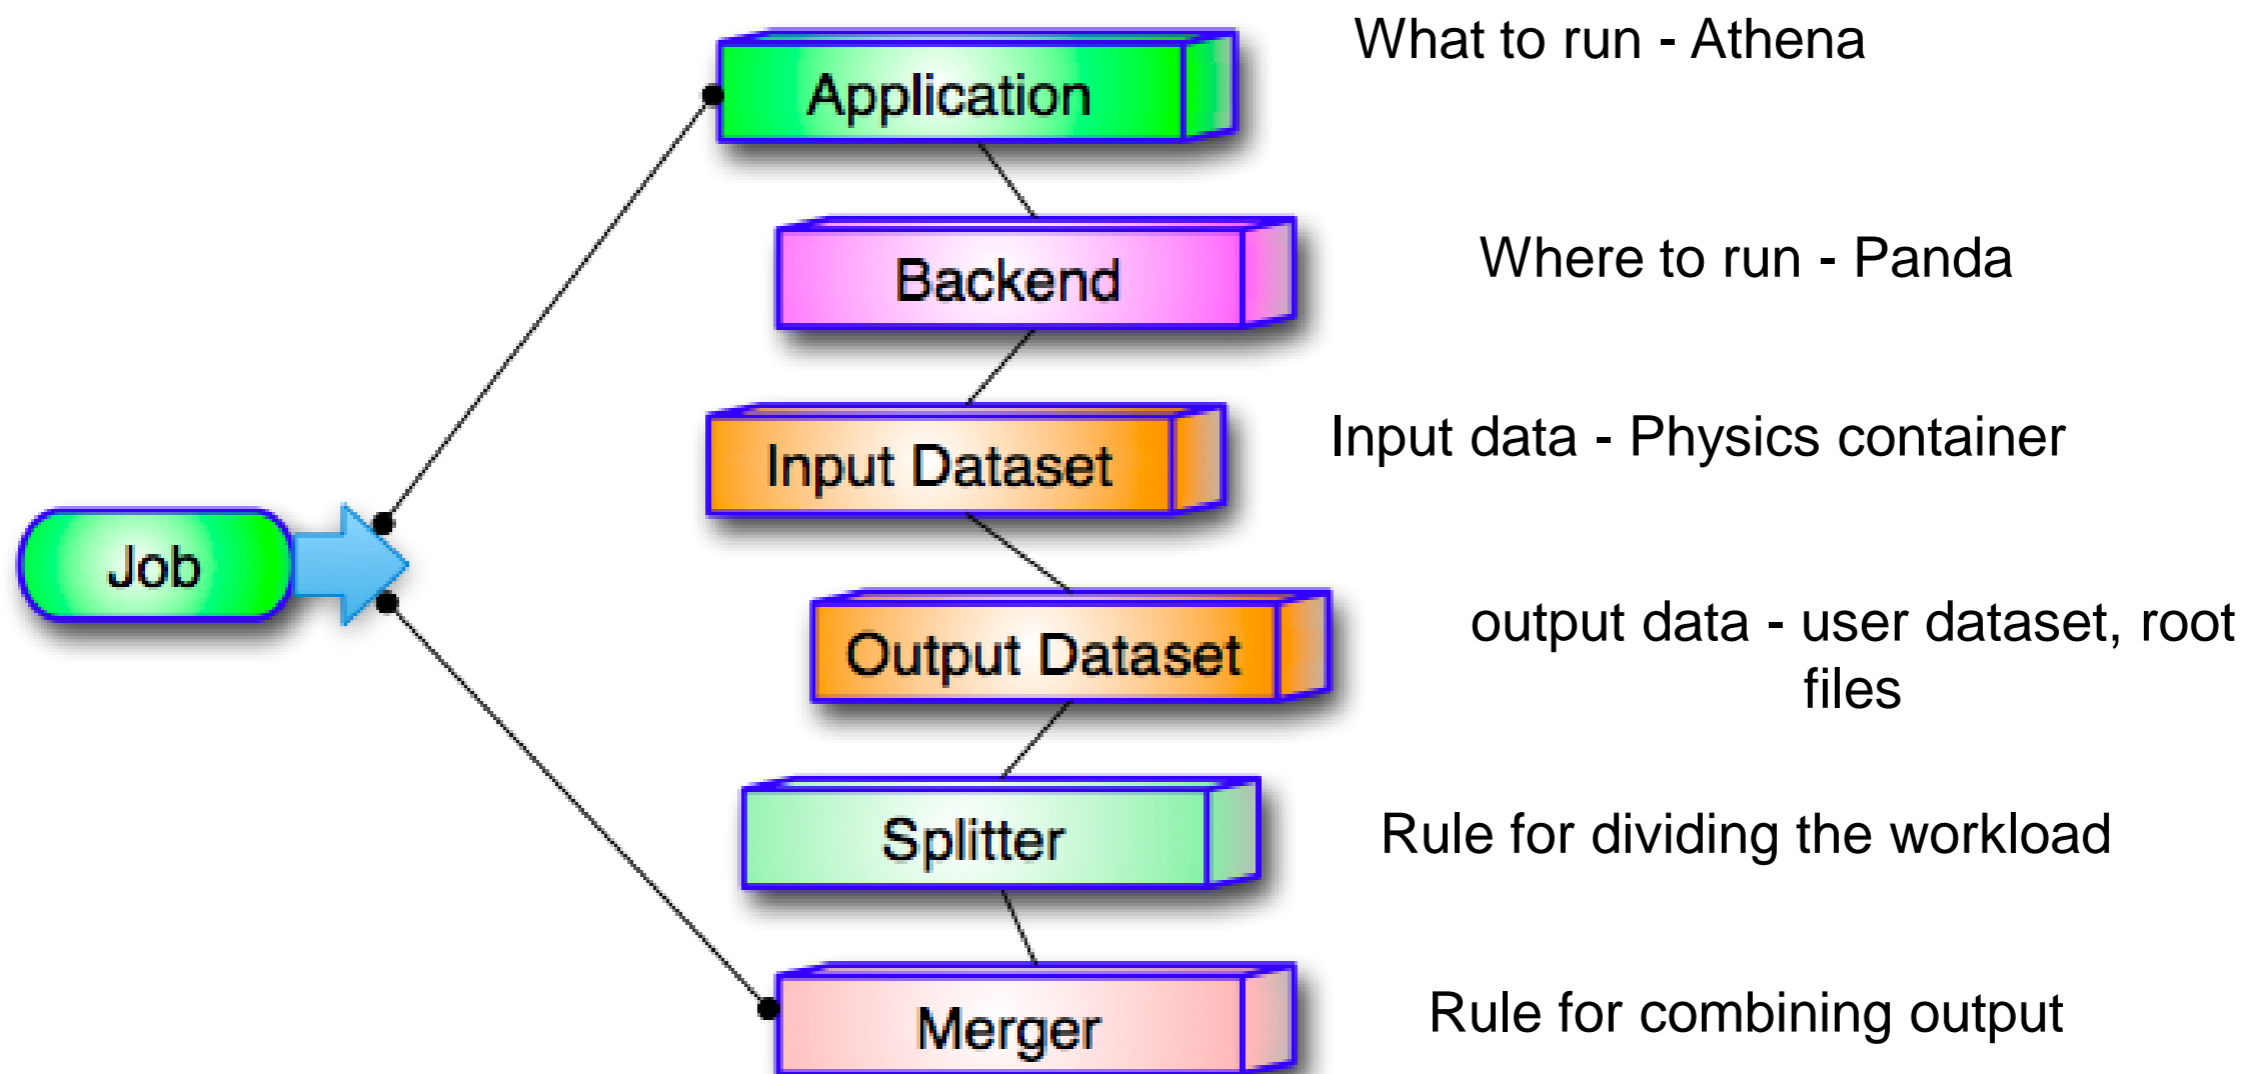 What to run - Athena
Application
Where to run - Panda
Backend
Input data - Physics container
Input Dataset
Job
output data - user dataset, root
files
Output Dataset
Rule for dividing the workload
Splitter
Rule for combining output
Merger